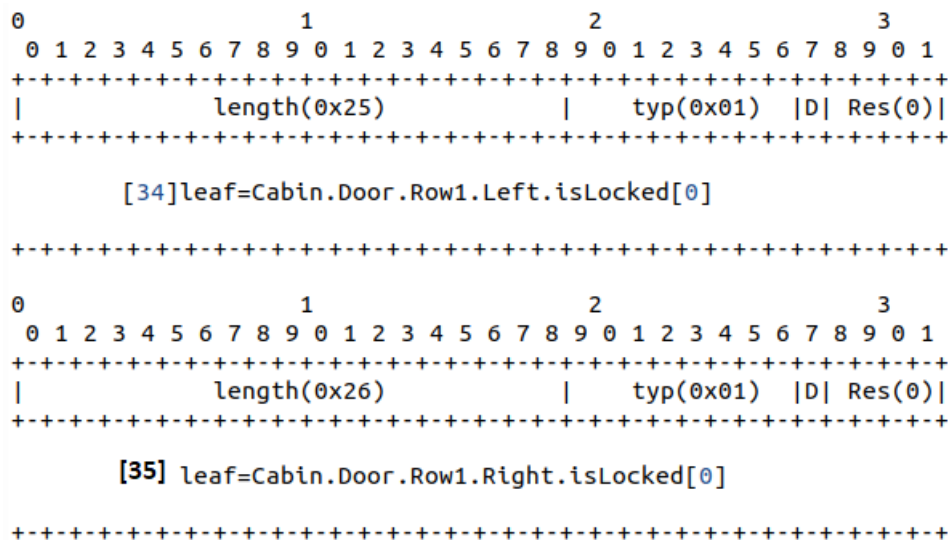 0                   1                   2                   3
 0 1 2 3 4 5 6 7 8 9 0 1 2 3 4 5 6 7 8 9 0 1 2 3 4 5 6 7 8 9 0 1
+-+-+-+-+-+-+-+-+-+-+-+-+-+-+-+-+-+-+-+-+-+-+-+-+-+-+-+-+-+-+-+-+
|             length(0x25)            |    typ(0x01)  |D| Res(0)|
+-+-+-+-+-+-+-+-+-+-+-+-+-+-+-+-+-+-+-+-+-+-+-+-+-+-+-+-+-+-+-+-+
[34]leaf=Cabin.Door.Row1.Left.isLocked[0]
+-+-+-+-+-+-+-+-+-+-+-+-+-+-+-+-+-+-+-+-+-+-+-+-+-+-+-+-+-+-+-+-+
0                   1                   2                   3
 0 1 2 3 4 5 6 7 8 9 0 1 2 3 4 5 6 7 8 9 0 1 2 3 4 5 6 7 8 9 0 1
+-+-+-+-+-+-+-+-+-+-+-+-+-+-+-+-+-+-+-+-+-+-+-+-+-+-+-+-+-+-+-+-+
|             length(0x26)            |    typ(0x01)  |D| Res(0)|
+-+-+-+-+-+-+-+-+-+-+-+-+-+-+-+-+-+-+-+-+-+-+-+-+-+-+-+-+-+-+-+-+
[35] leaf=Cabin.Door.Row1.Right.isLocked[0]
+-+-+-+-+-+-+-+-+-+-+-+-+-+-+-+-+-+-+-+-+-+-+-+-+-+-+-+-+-+-+-+-+